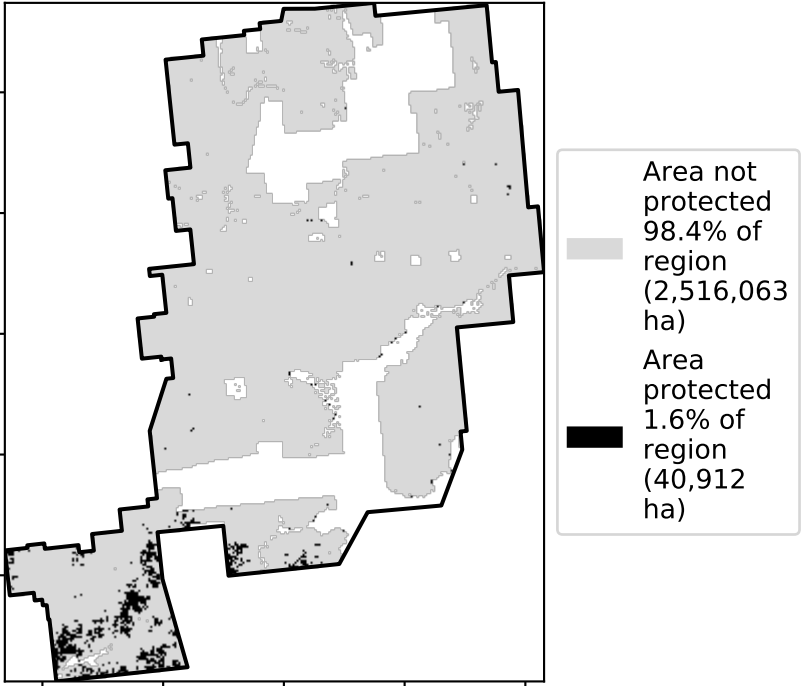 Area not
protected
98.4% of
region
(2,516,063
ha)
Area
protected
1.6% of
region
(40,912
ha)